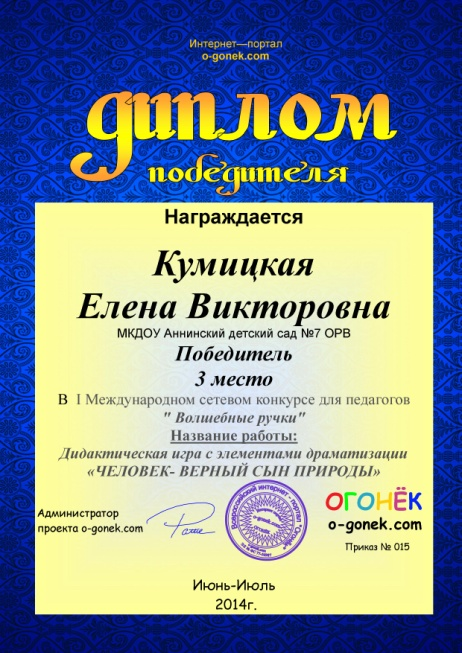 Интернет—портал
o-gonek.com
диплом
победителя
Награждается
Кумицкая
Елена Викторовна
МКДОУ Аннинский детский сад №7 ОРВ
Победитель
3 место
В I Международном сетевом конкурсе для педагогов
" Волшебные ручки"
Название работы:
Дидактическая игра с элементами драматизации
«ЧЕЛОВЕК- ВЕРНЫЙ СЫН ПРИРОДЫ»
Администратор
проекта o-gonek.com
ОГОНЁК
o-gonek.com
Приказ № 015
Июнь-Июль
2014г.